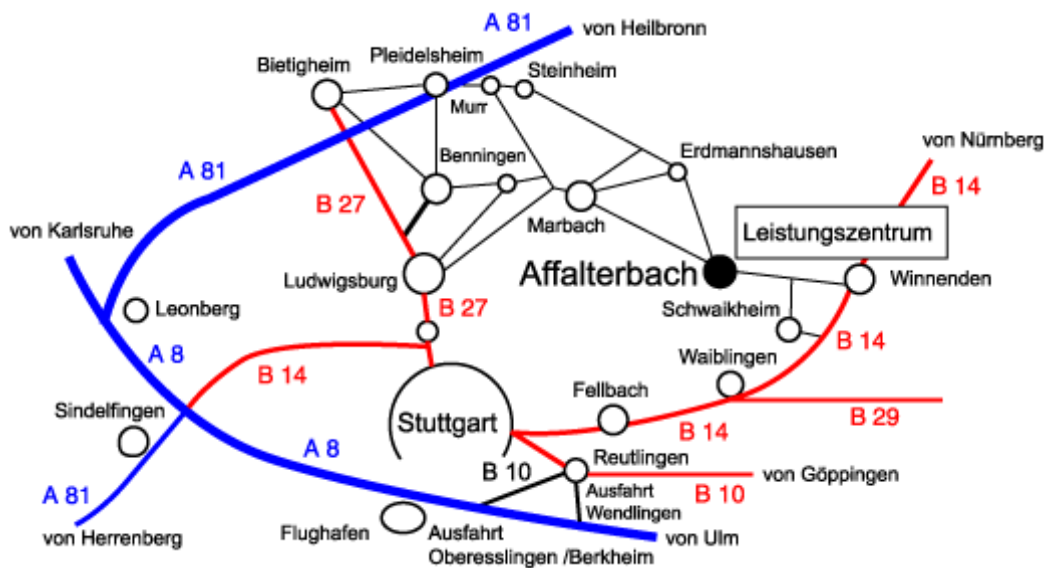 A 81
von Heilbronn
Pleidelsheim
Bietigheim
Steinheim
Murr
von Nürnberg
Benningen
Erdmannshausen
A 81
B 14
B 27
von Karlsruhe
Marbach
Leistungszentrum
Ludwigsburg
Affalterbach
Winnenden
Leonberg
B 27
Schwaikheim
A 8
B 14
Waiblingen
B 14
Fellbach
Sindelfingen
Stuttgart
B 29
A 8
B 14
B 10
Reutlingen
von Göppingen
A 81
Ausfahrt
Wendlingen
B 10
von Herrenberg
Flughafen
Ausfahrt
Oberesslingen /Berkheim
von Ulm